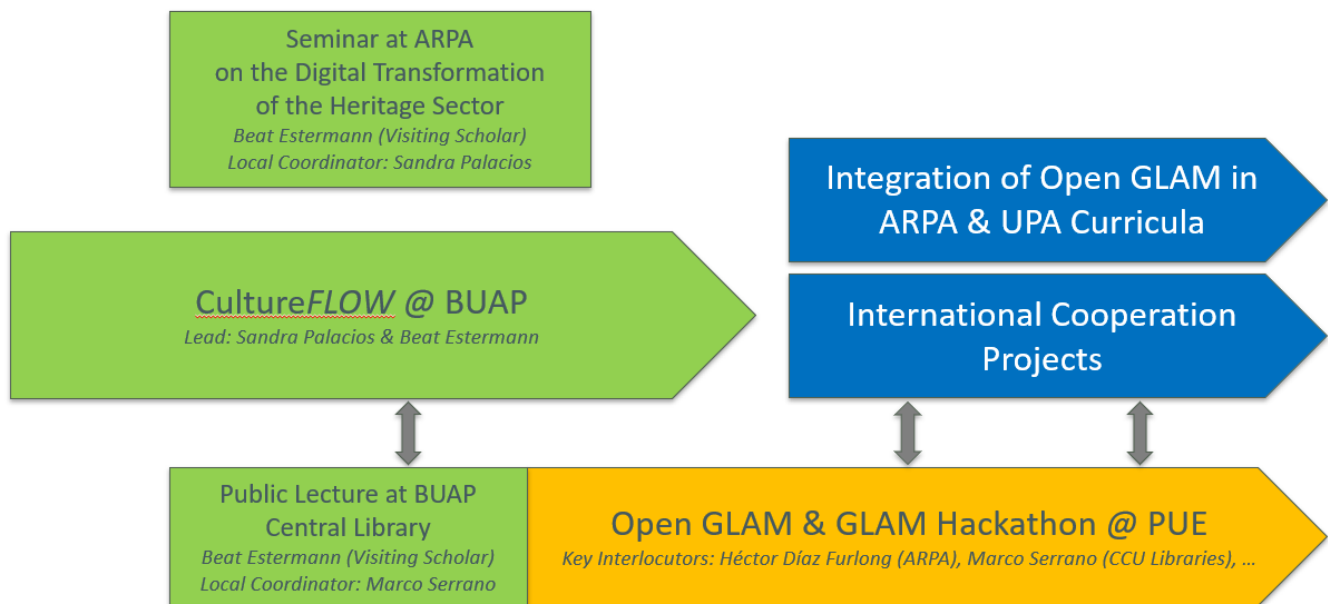 Seminar at ARPA
on the Digital Transformation
of the Heritage Sector
Beat Estermann (Visiting Scholar)
Local Coordinator: Sandra Palacios
Integration of Open GLAM in
ARPA & UPA Curricula
CultureFLOW @ BUAP
Lead: Sandra Palacios & Beat Estermann
International Cooperation
Projects
Public Lecture at BUAP
Central Library
Beat Estermann (Visiting Scholar)
Local Coordinator: Marco Serrano
Open GLAM & GLAM Hackathon @ PUE
Key Interlocutors: Héctor Díaz Furlong (ARPA), Marco Serrano (CCU Libraries), ...